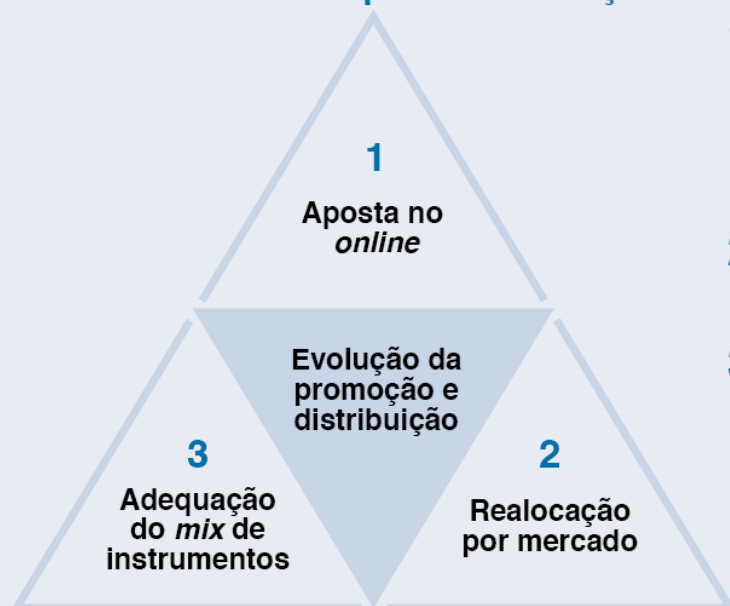 1
Aposta no
online
Evolução da
promoção e
distribuição
3
Adequação
do mix de
instrumentos
2
Realocação
por mercado